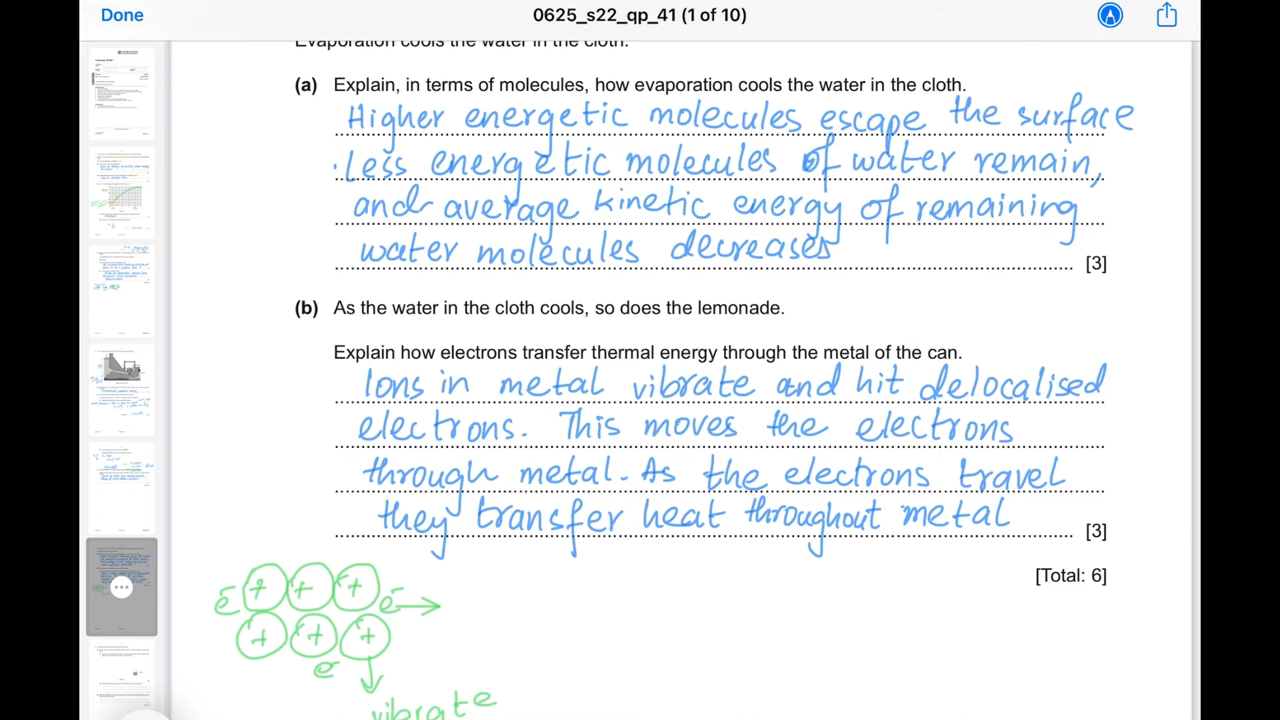 Done
0625_s22_qp_41 (1 of 10)
Evaporation cools the water in the cloth.
(a) Explain, in terms of molecules, how evaporation cools the water in the cloth.
Higher energetic molecules escape the surface
. Less energetic molecules of water remain,
and average kinetic energy of remaining
water molecules decreases
[3]
(b) As the water in the cloth cools, so does the lemonade.
Explain how electrons transfer thermal energy through the metal of the can.
Ions in metal vibrate and hit delocalised
electrons. This moves the electrons
through metal. As the electrons travel
they transfer heat throughout metal
[3]
[Total: 6]
e- + + + e-
+ + +
e-
vibrate